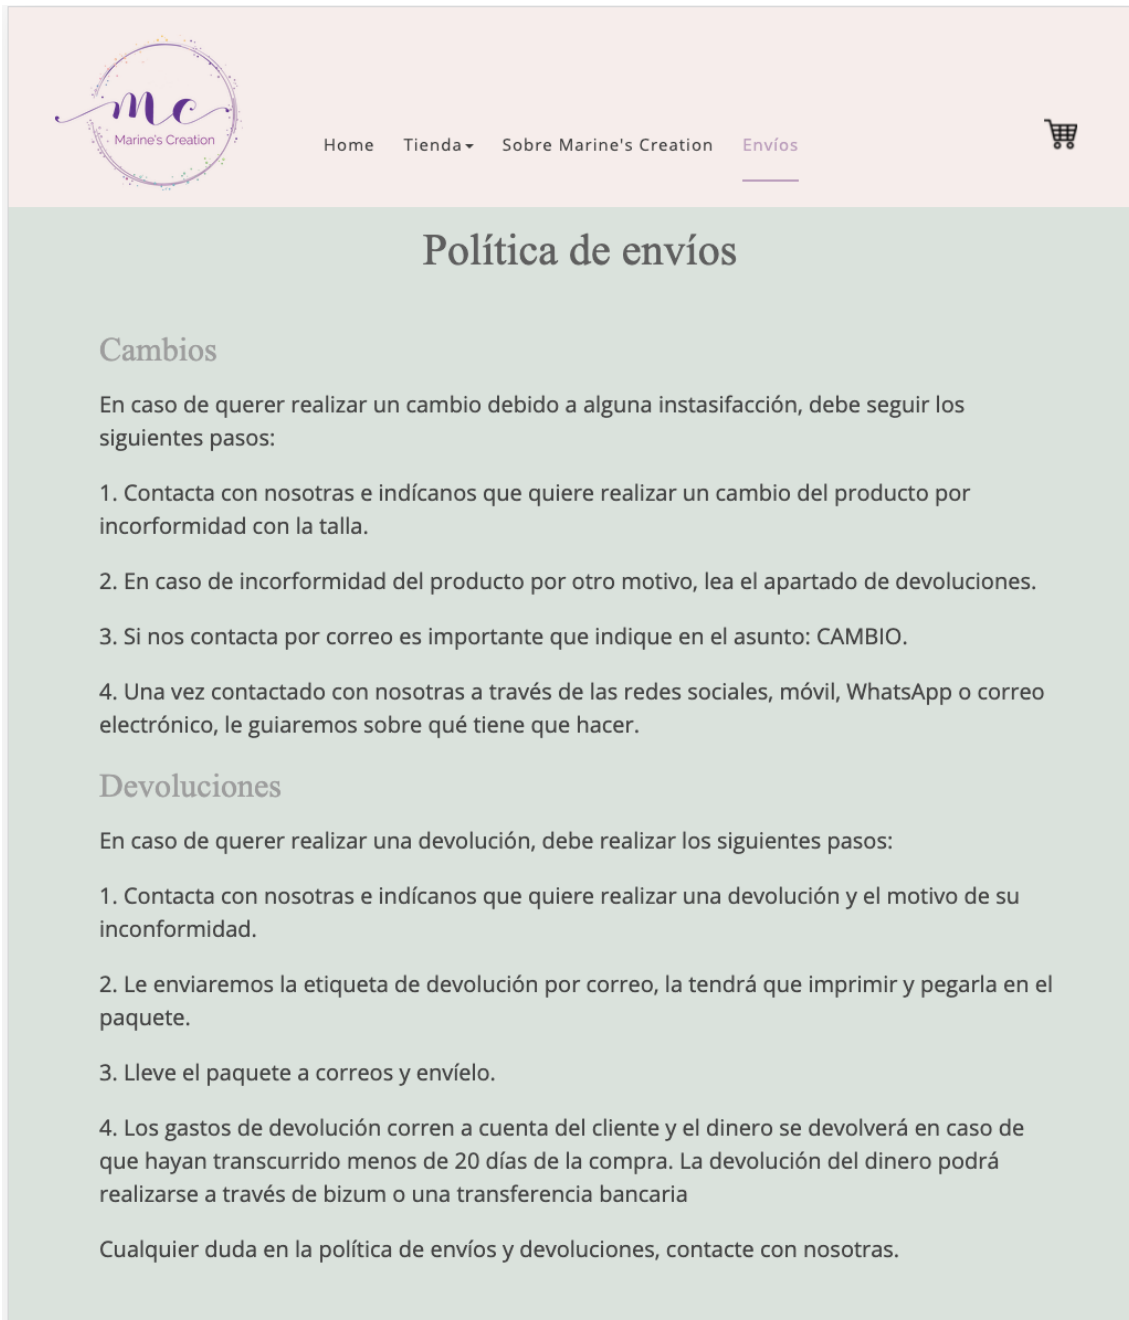 mc
Marine's Creation
Home Tienda Sobre Marine's Creation Envíos
Política de envíos
Cambios
En caso de querer realizar un cambio debido a alguna instasifacción, debe seguir los
siguientes pasos:
1. Contacta con nosotras e indícanos que quiere realizar un cambio del producto por
incorformidad con la talla.
2. En caso de incorformidad del producto por otro motivo, lea el apartado de devoluciones.
3. Si nos contacta por correo es importante que indique en el asunto: CAMBIO.
4. Una vez contactado con nosotras a través de las redes sociales, móvil, WhatsApp o correo
electrónico, le guiaremos sobre qué tiene que hacer.
Devoluciones
En caso de querer realizar una devolución, debe realizar los siguientes pasos:
1. Contacta con nosotras e indícanos que quiere realizar una devolución y el motivo de su
inconformidad.
2. Le enviaremos la etiqueta de devolución por correo, la tendrá que imprimir y pegarla en el
paquete.
3. Lleve el paquete a correos y envíelo.
4. Los gastos de devolución corren a cuenta del cliente y el dinero se devolverá en caso de
que hayan transcurrido menos de 20 días de la compra. La devolución del dinero podrá
realizarse a través de bizum o una transferencia bancaria
Cualquier duda en la política de envíos y devoluciones, contacte con nosotras.